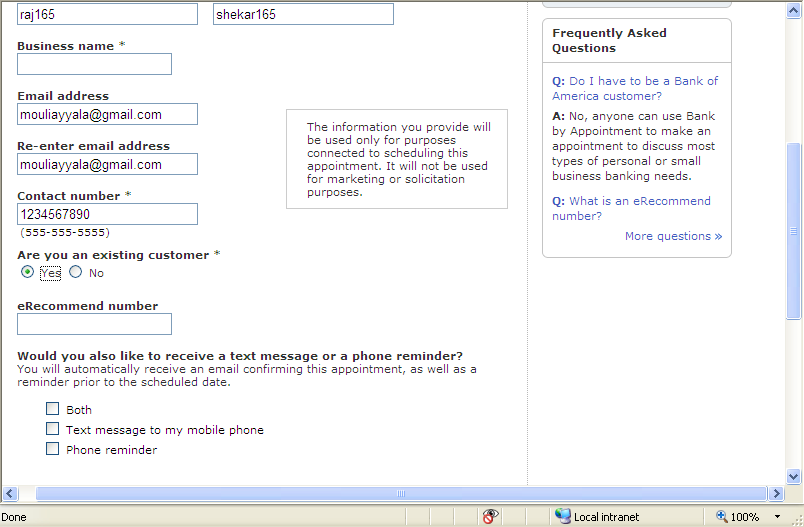 raj165 shekar165
Business name *
Email address
mouliayyala@gmail.com
Re-enter email address
mouliayyala@gmail.com
Contact number *
1234567890
(555-555-5555)
Are you an existing customer *
Yes No
eRecommend number
Would you also like to receive a text message or a phone reminder?
You will automatically receive an email confirming this appointment, as well as a
reminder prior to the scheduled date.
Both
Text message to my mobile phone
Phone reminder
The information you provide will
be used only for purposes
connected to scheduling this
appointment. It will not be used
for marketing or solicitation
purposes.
Frequently Asked
Questions
Q: Do I have to be a Bank of
America customer?
A: No, anyone can use Bank
by Appointment to make an
appointment to discuss most
types of personal or small
business banking needs.
Q: What is an eRecommend
number?
More questions »
Done Local intranet 100%